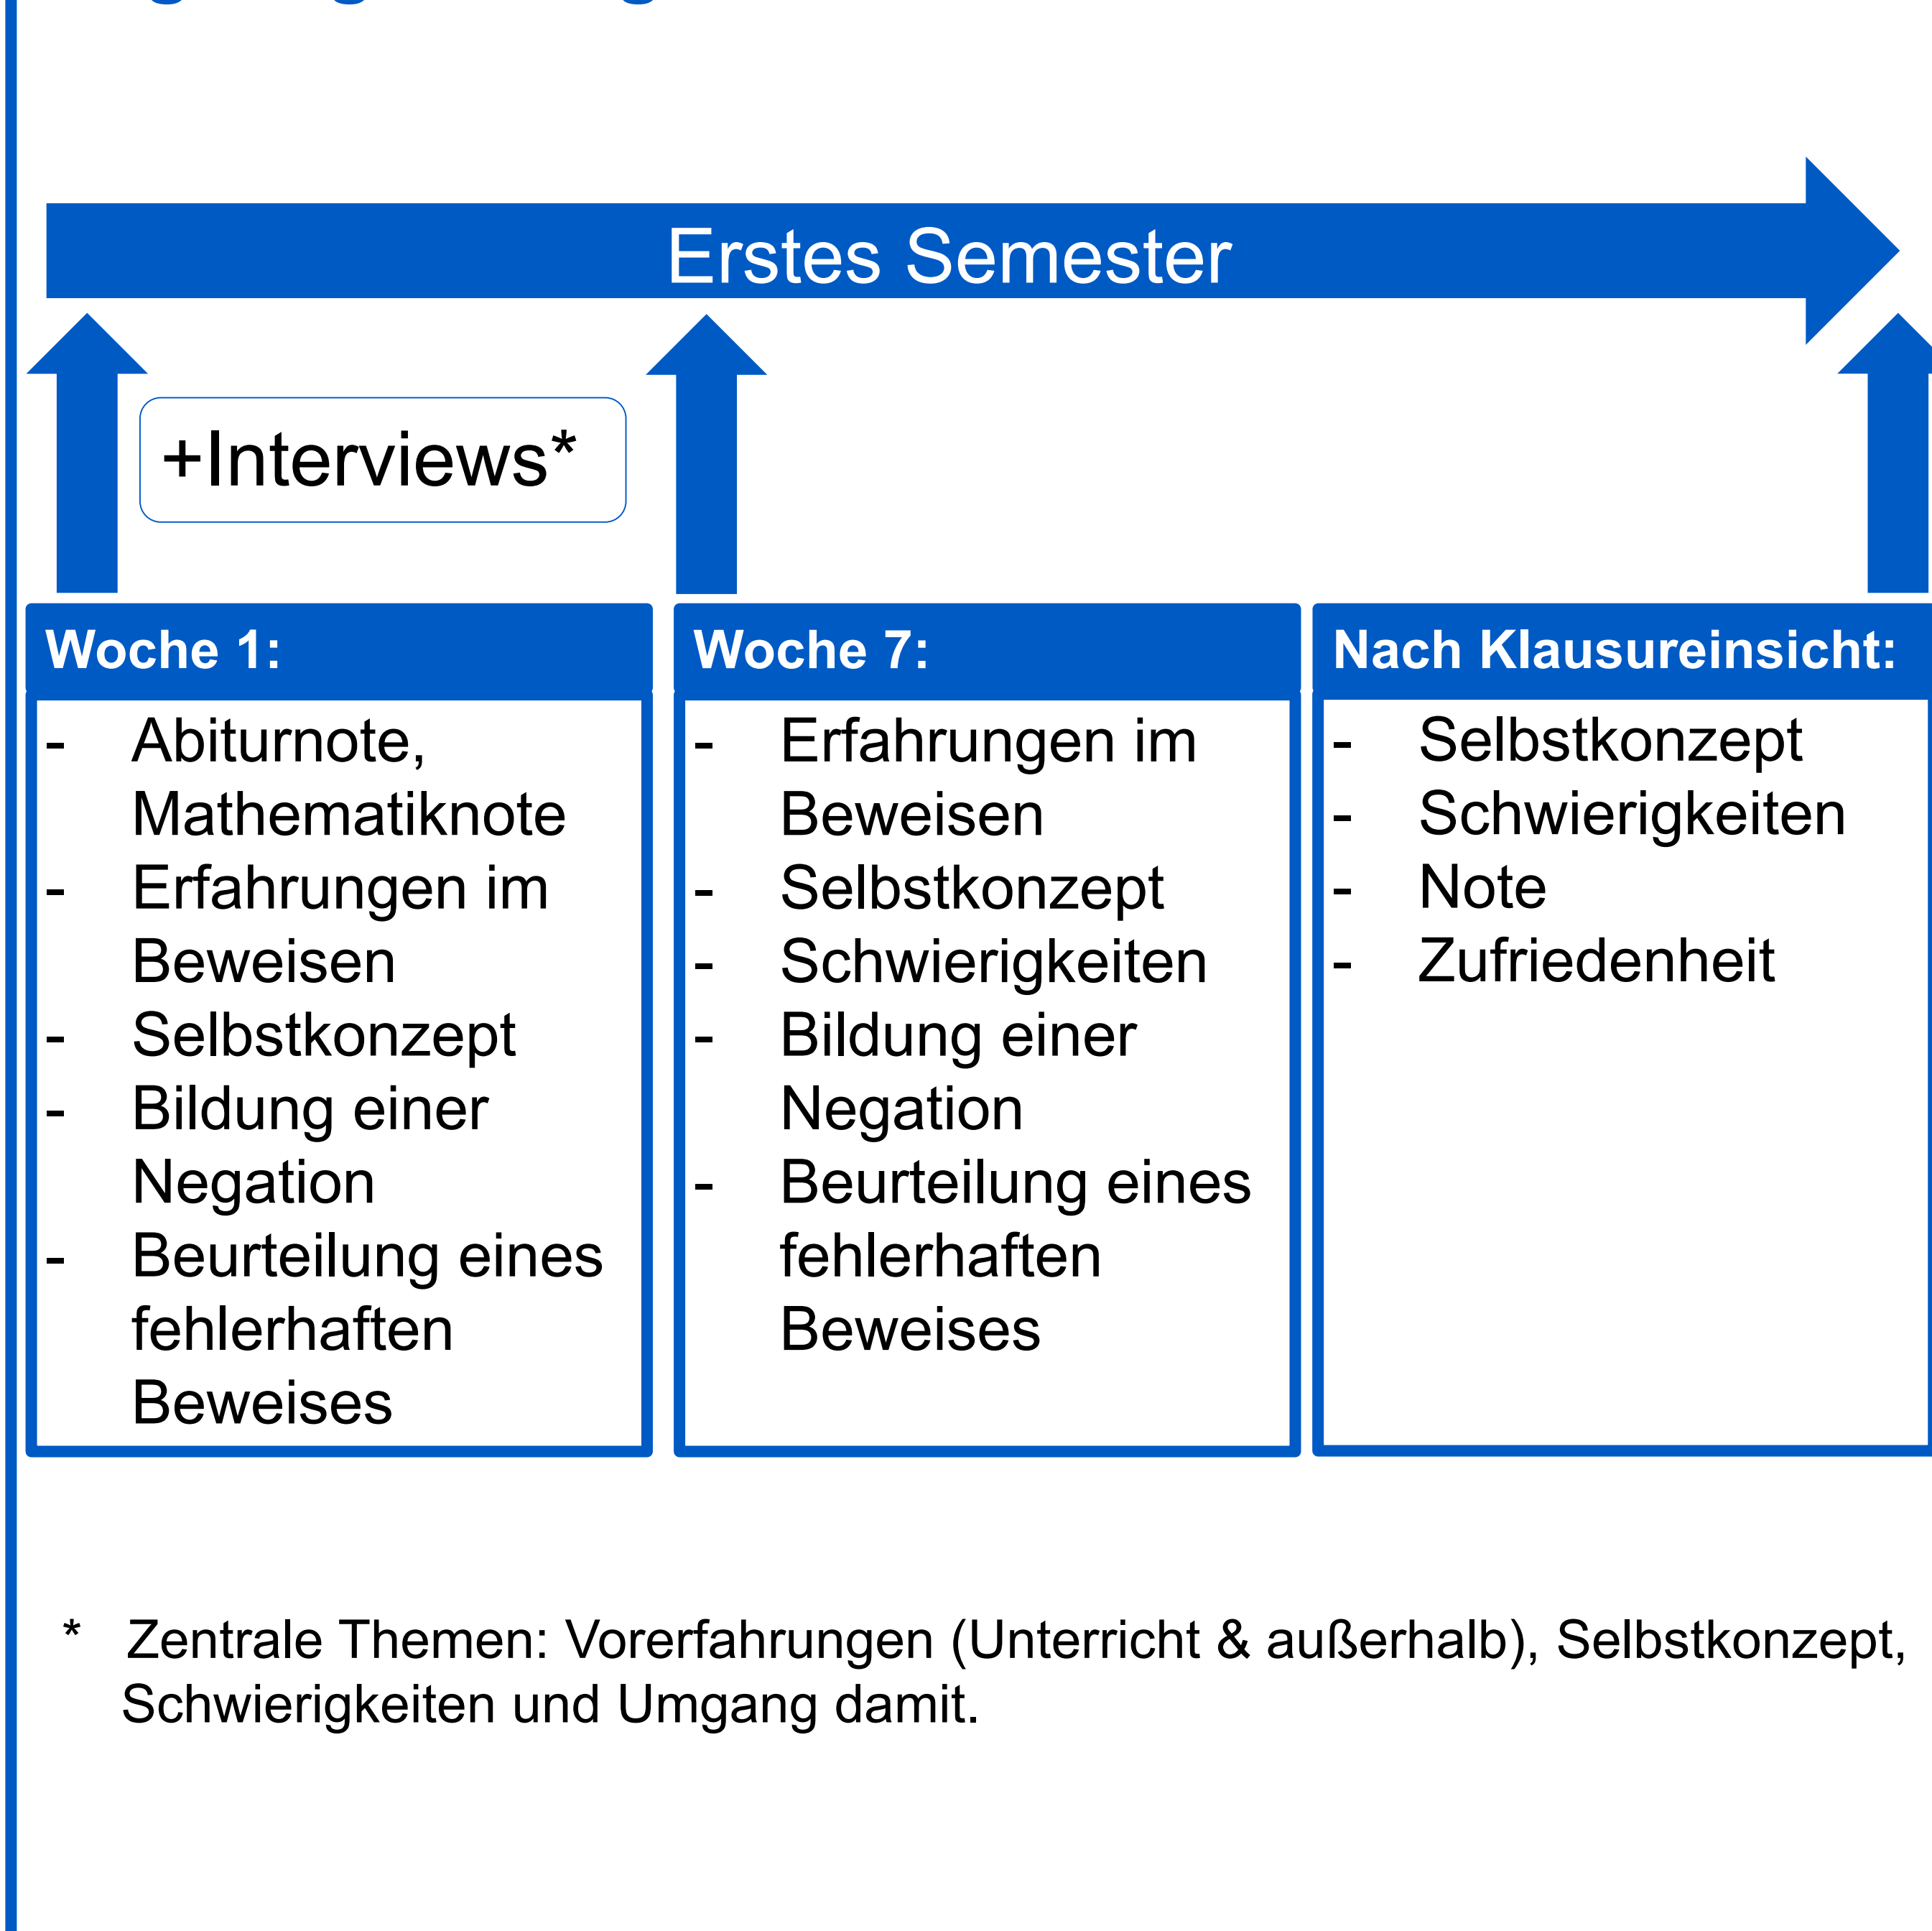 Erstes Semester
+Interviews*
Woche 1:
- Abiturnote,
Mathematiknote
- Erfahrungen im
Beweisen
- Selbstkonzept
- Bildung einer
Negation
- Beurteilung eines
fehlerhaften
Beweises
Woche 7:
- Erfahrungen im
Beweisen
- Selbstkonzept
- Schwierigkeiten
- Bildung einer
Negation
- Beurteilung eines
fehlerhaften
Beweises
Nach Klausureinsicht:
- Selbstkonzept
- Schwierigkeiten
- Note
- Zufriedenheit
* Zentrale Themen: Vorerfahrungen (Unterricht & außerhalb), Selbstkonzept,
Schwierigkeiten und Umgang damit.